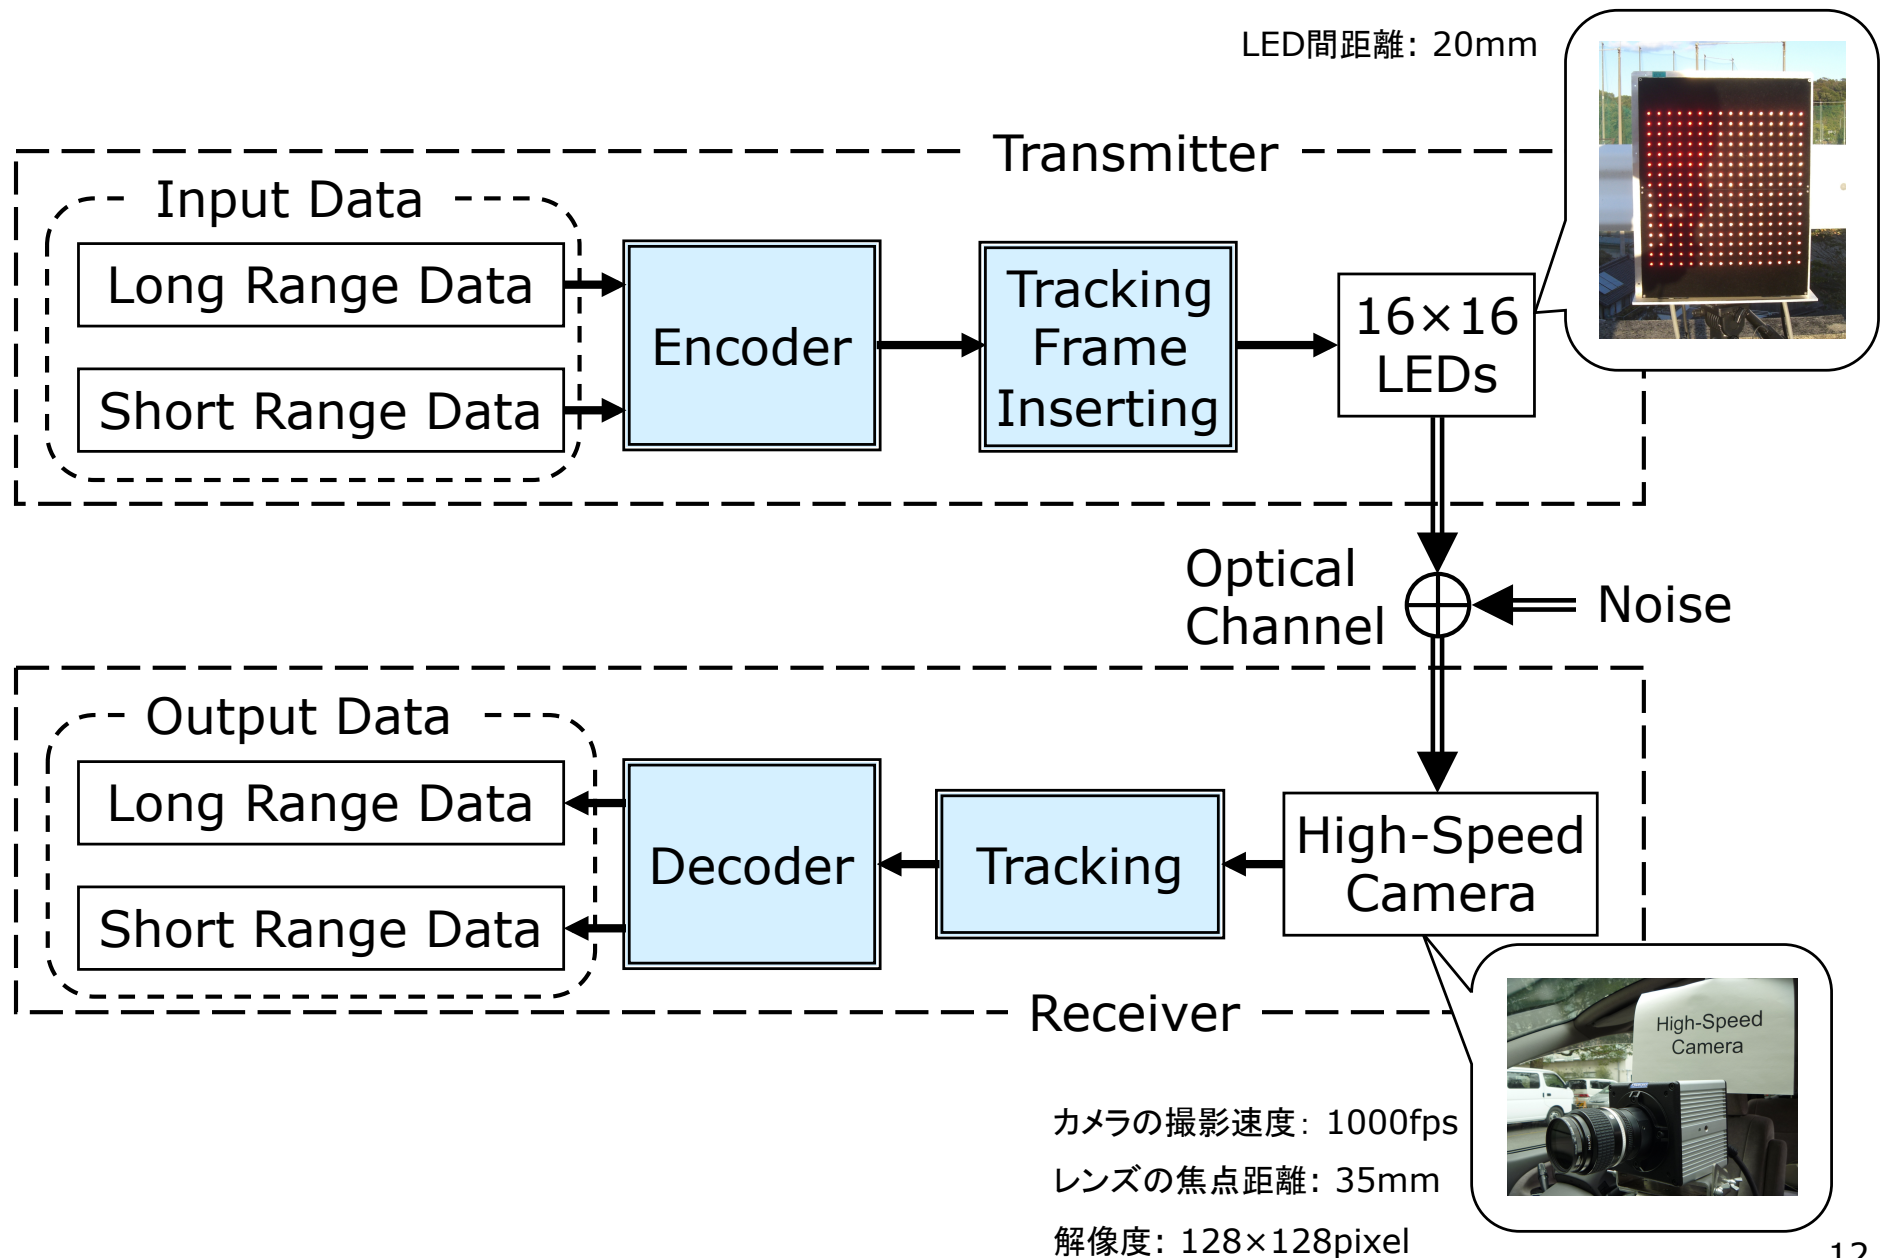 LED間距離: 20mm
Transmitter
Input Data
Long Range Data
Short Range Data
Encoder
Tracking
Frame
Inserting
16×16
LEDs
Optical
Channel
Noise
Output Data
Long Range Data
Short Range Data
Decoder
Tracking
High-Speed
Camera
Receiver
High-Speed
Camera
カメラの撮影速度: 1000fps
レンズの焦点距離: 35mm
解像度: 128×128pixel
12